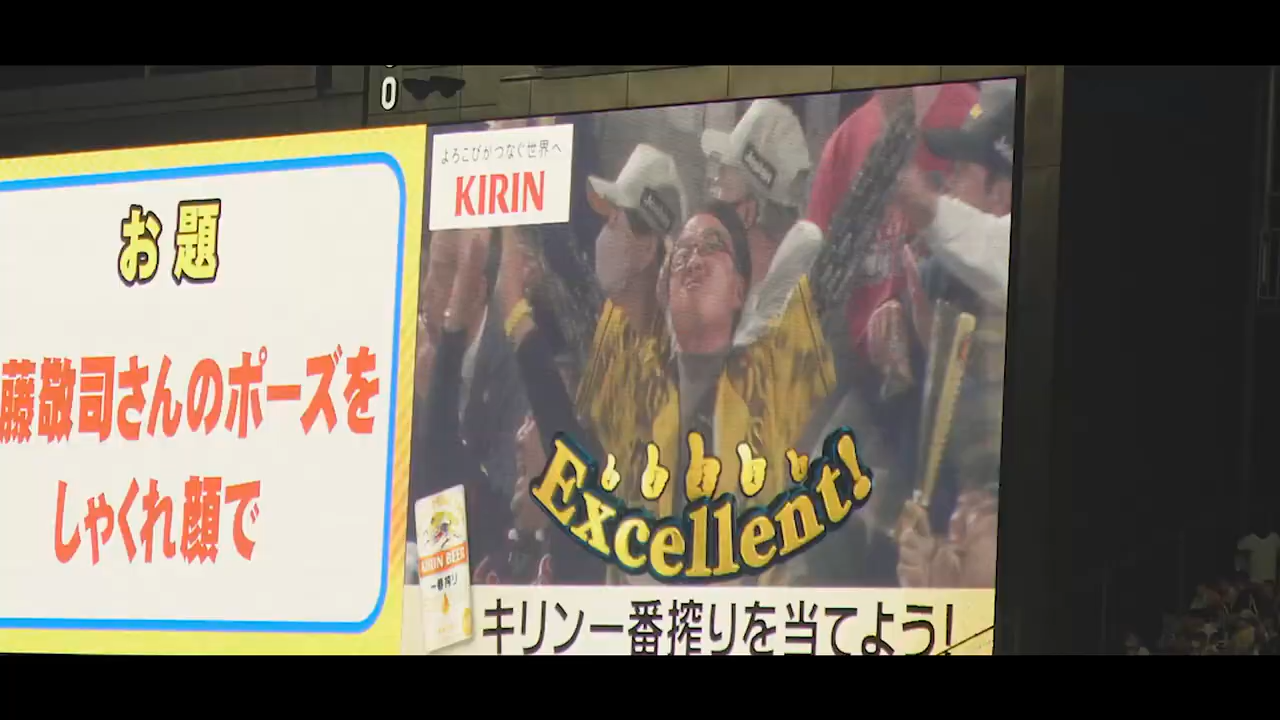 0
お題
藤敬司さんのポーズを
しゃくれ顔で
よろこびがつなぐ世界へ
KIRIN
Excellent!
KIRIN BEER
一番搾り
キリン一番搾りを当てよう!